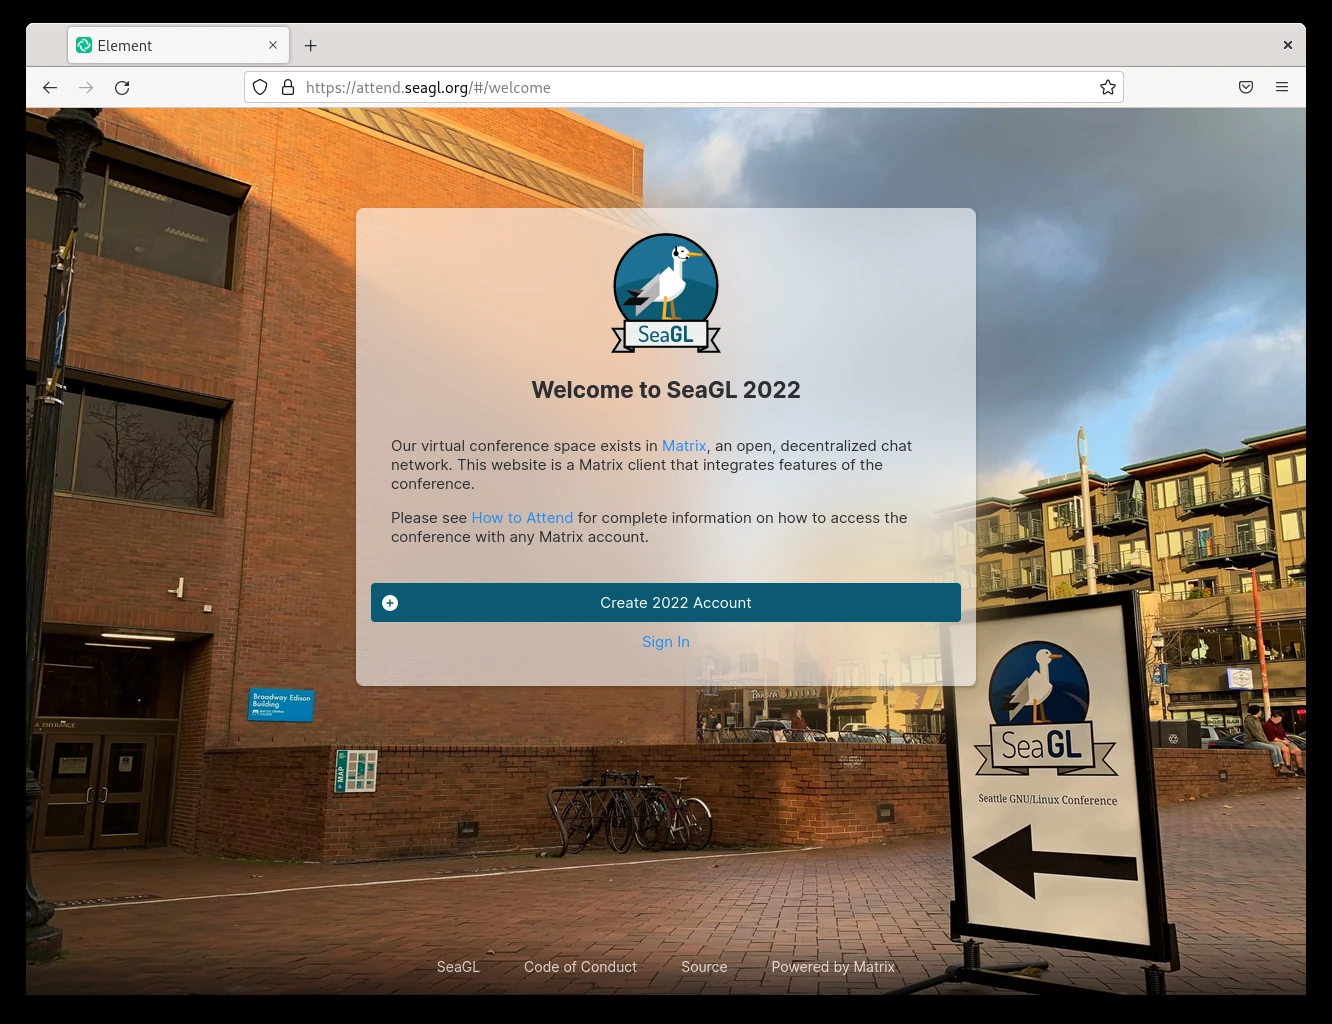 Element
https://attend.seagl.org/#/welcome
SeaGL
Welcome to SeaGL 2022
Our virtual conference space exists in Matrix, an open, decentralized chat
network. This website is a Matrix client that integrates features of the
conference.
Please see How to Attend for complete information on how to access the
conference with any Matrix account.
Create 2022 Account
Sign In
Broadway Edison
Building
A ENTRANCE
MAP
Panera
SeaGL
Seattle GNU/Linux Conference
SeaGL
Code of Conduct
Source
Powered by Matrix